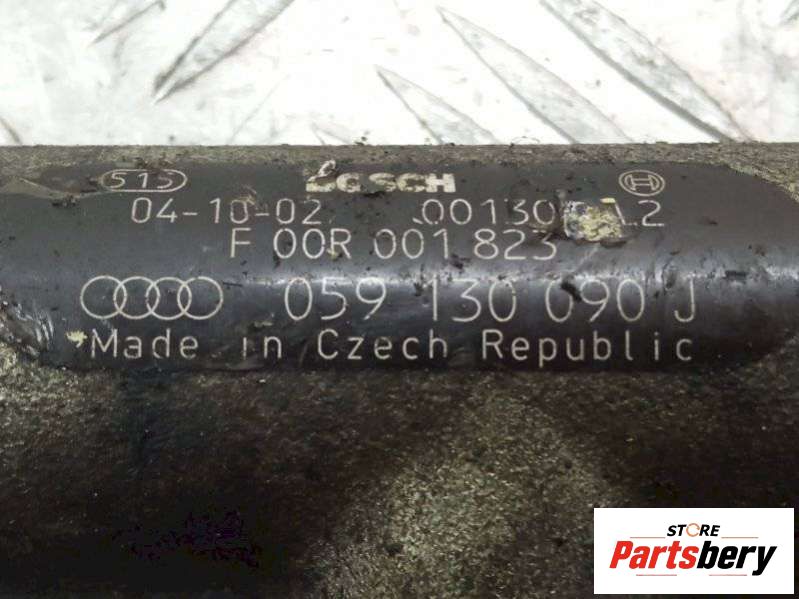 515 BOSCH
04-10-02
F 00R 001 823
059 130 090 J
Made in Czech Republic
STORE
Partsbery